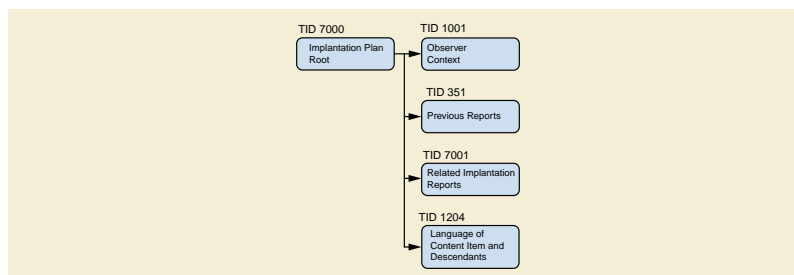 TID 7000
Implantation Plan
Root
TID 1001
Observer
Context
TID 351
Previous Reports
TID 7001
Related Implantation
Reports
TID 1204
Language of
Content Item and
Descendants